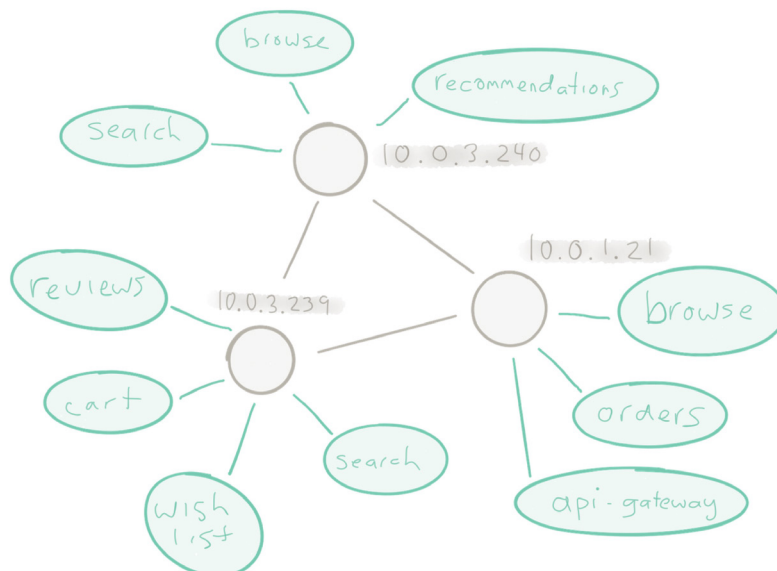 browse
recommendations
search
10.0.3.240
10.0.1.21
reviews
10.0.3.239
browse
cart
orders
search
wish
list
api-gateway